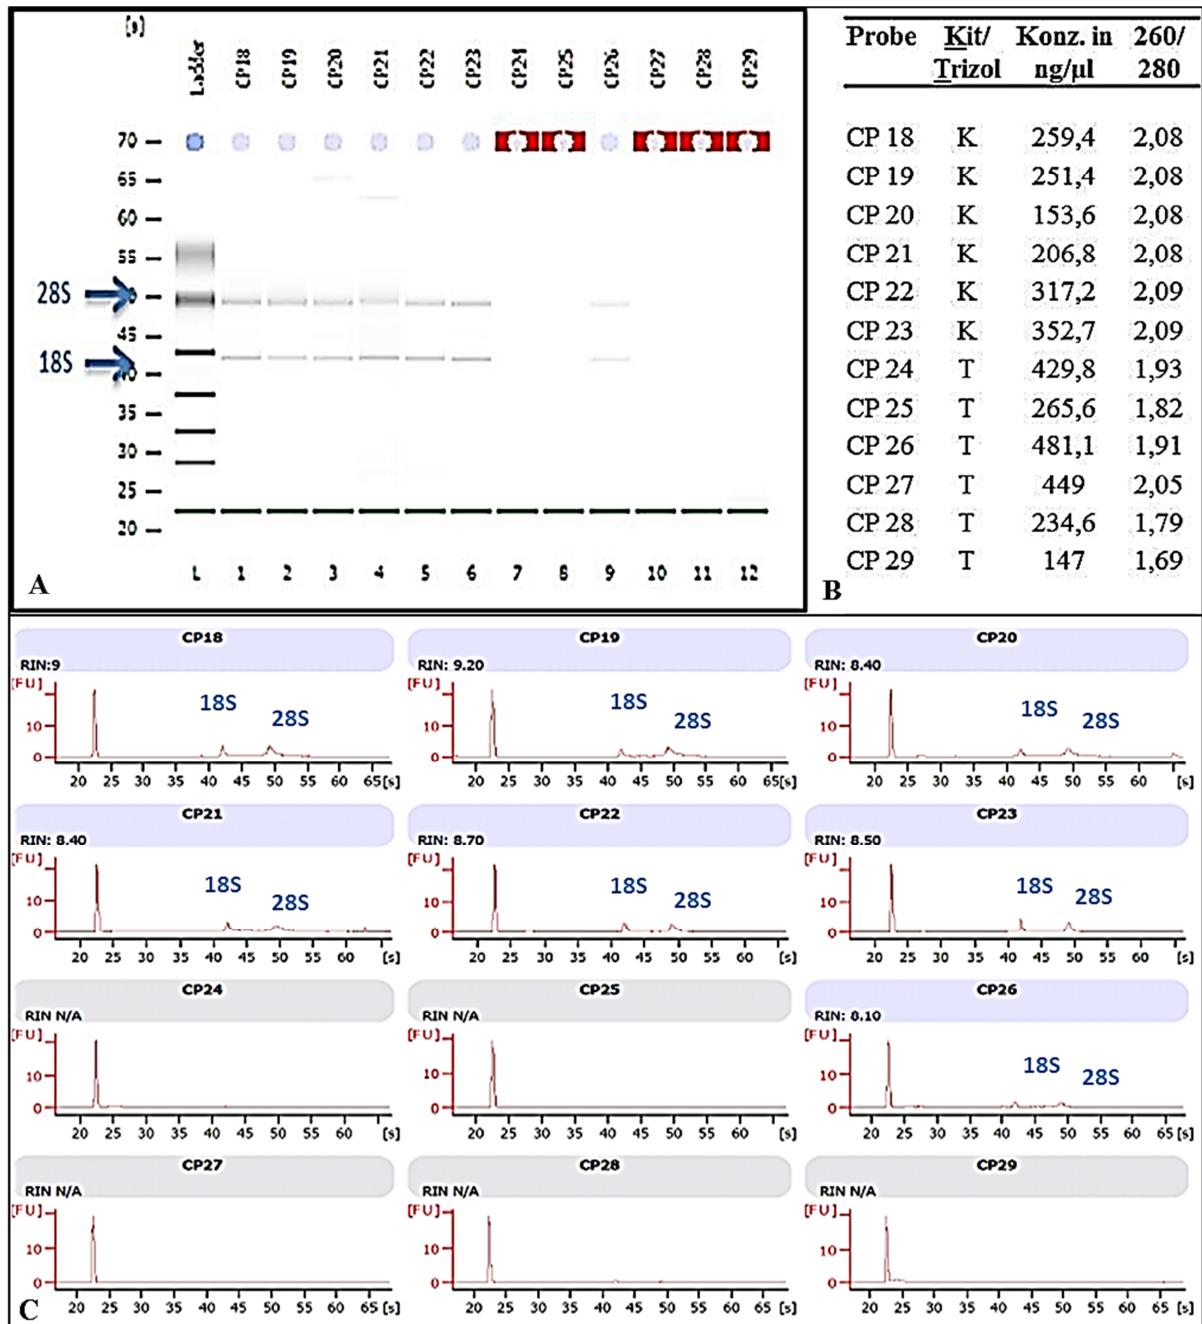 [s]
Ladder CP18 CP19 CP20 CP21 CP22 CP23 CP24 CP25 CP26 CP27 CP28 CP29
70
65
60
55
28S
50
45
18S
40
35
30
25
20
L 1 2 3 4 5 6 7 8 9 10 11 12
A
Probe Kit/ Konz. in 260/
Trizol ng/µl 280
CP 18 K 259,4 2,08
CP 19 K 251,4 2,08
CP 20 K 153,6 2,08
CP 21 K 206,8 2,08
CP 22 K 317,2 2,09
CP 23 K 352,7 2,09
CP 24 T 429,8 1,93
CP 25 T 265,6 1,82
CP 26 T 481,1 1,91
CP 27 T 449 2,05
CP 28 T 234,6 1,79
CP 29 T 147 1,69
B
CP18
RIN:9
[FU]
18S
28S
10
0
20 25 30 35 40 45 50 55 60 65 [s]
CP19
RIN: 9.20
[FU]
18S
28S
10
0
20 25 30 35 40 45 50 55 60 65 [s]
CP20
RIN: 8.40
[FU]
18S
28S
10
0
20 25 30 35 40 45 50 55 60 [s]
CP21
RIN: 8.40
[FU]
18S
28S
10
0
20 25 30 35 40 45 50 55 60 [s]
CP22
RIN: 8.70
[FU]
18S
28S
10
0
20 25 30 35 40 45 50 55 60 [s]
CP23
RIN: 8.50
[FU]
18S
28S
10
0
20 25 30 35 40 45 50 55 60 [s]
CP24
RIN N/A
[FU]
10
0
20 25 30 35 40 45 50 55 60 [s]
CP25
RIN N/A
[FU]
10
0
20 25 30 35 40 45 50 55 60 [s]
CP26
RIN: 8.10
[FU]
18S
28S
10
0
20 25 30 35 40 45 50 55 60 65 [s]
CP27
RIN N/A
[FU]
10
0
20 25 30 35 40 45 50 55 60 65 [s]
CP28
RIN N/A
[FU]
10
0
20 25 30 35 40 45 50 55 60 65 [s]
CP29
RIN N/A
[FU]
10
0
20 25 30 35 40 45 50 55 60 65 [s]
C